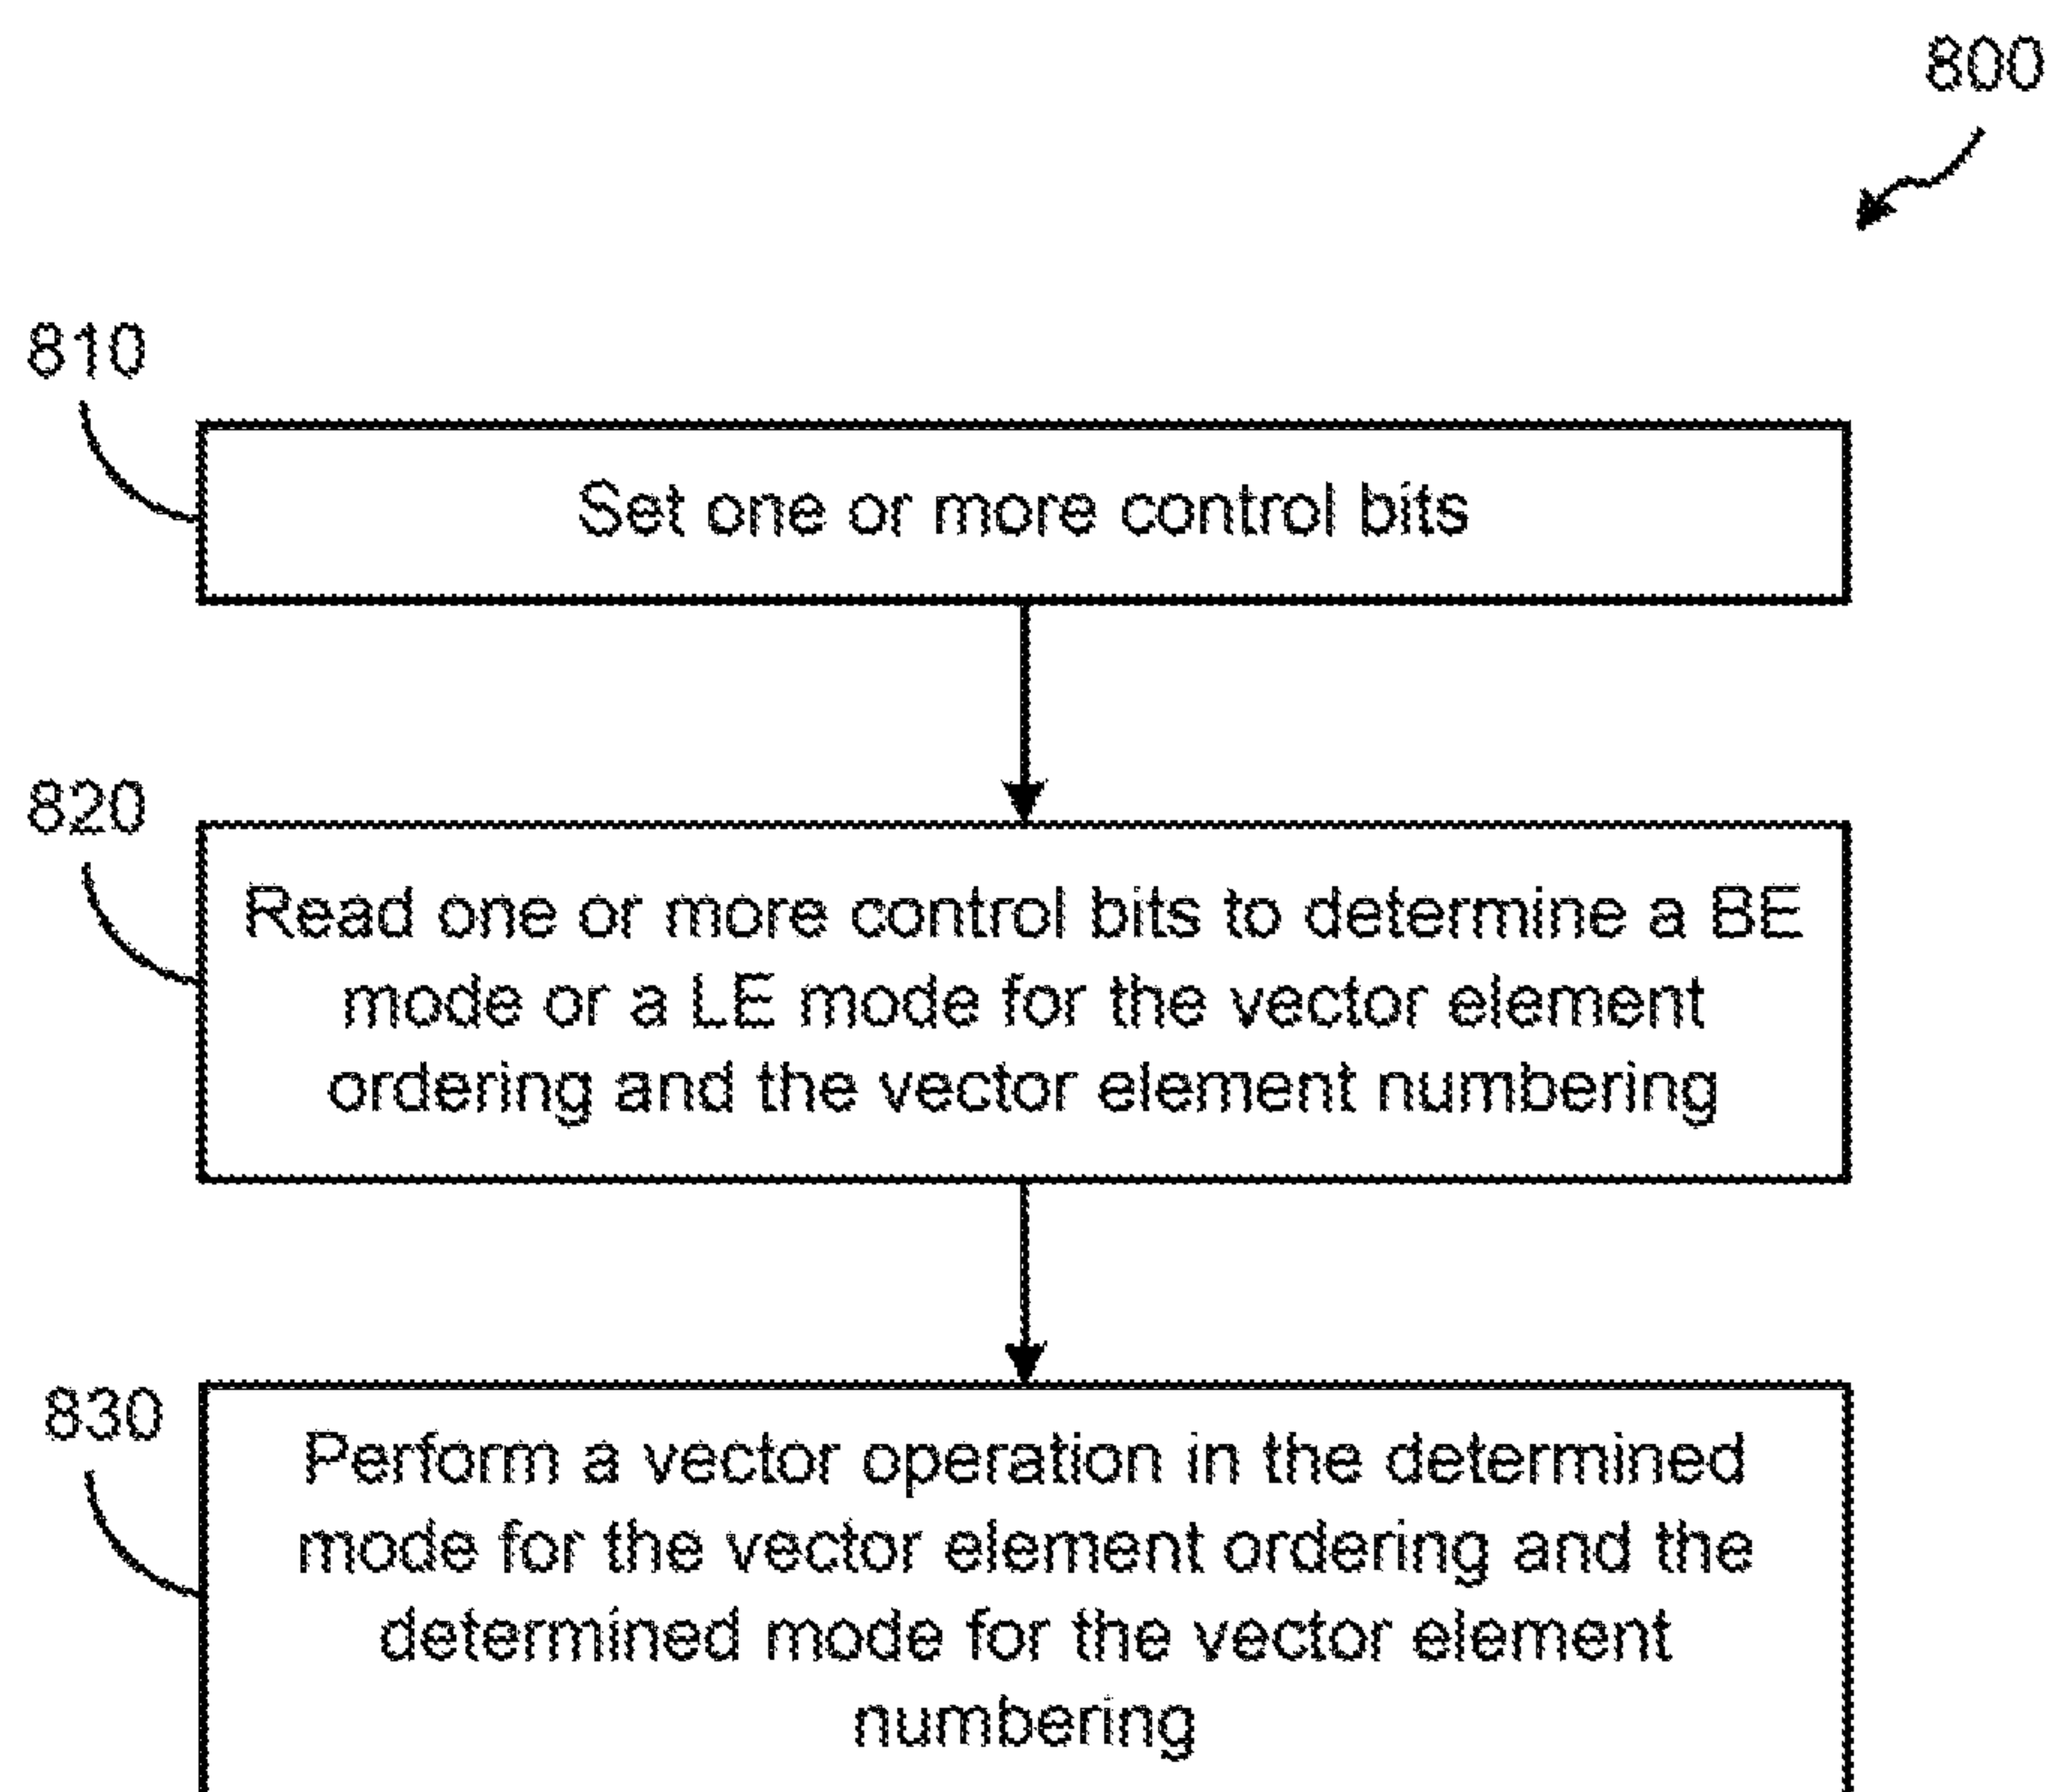 800
810
Set one or more control bits
820
Read one or more control bits to determine a BE
mode or a LE mode for the vector element
ordering and the vector element numbering
830
Perform a vector operation in the determined
mode for the vector element ordering and the
determined mode for the vector element
numbering